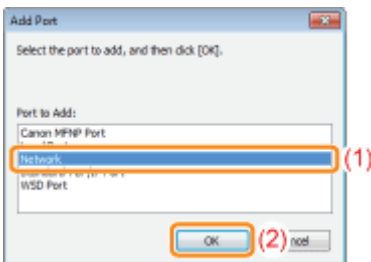 Add Port
Select the port to add, and then click [OK].
Port to Add:
Canon MFNP Port
Network
(1)
WSD Port
OK
(2)